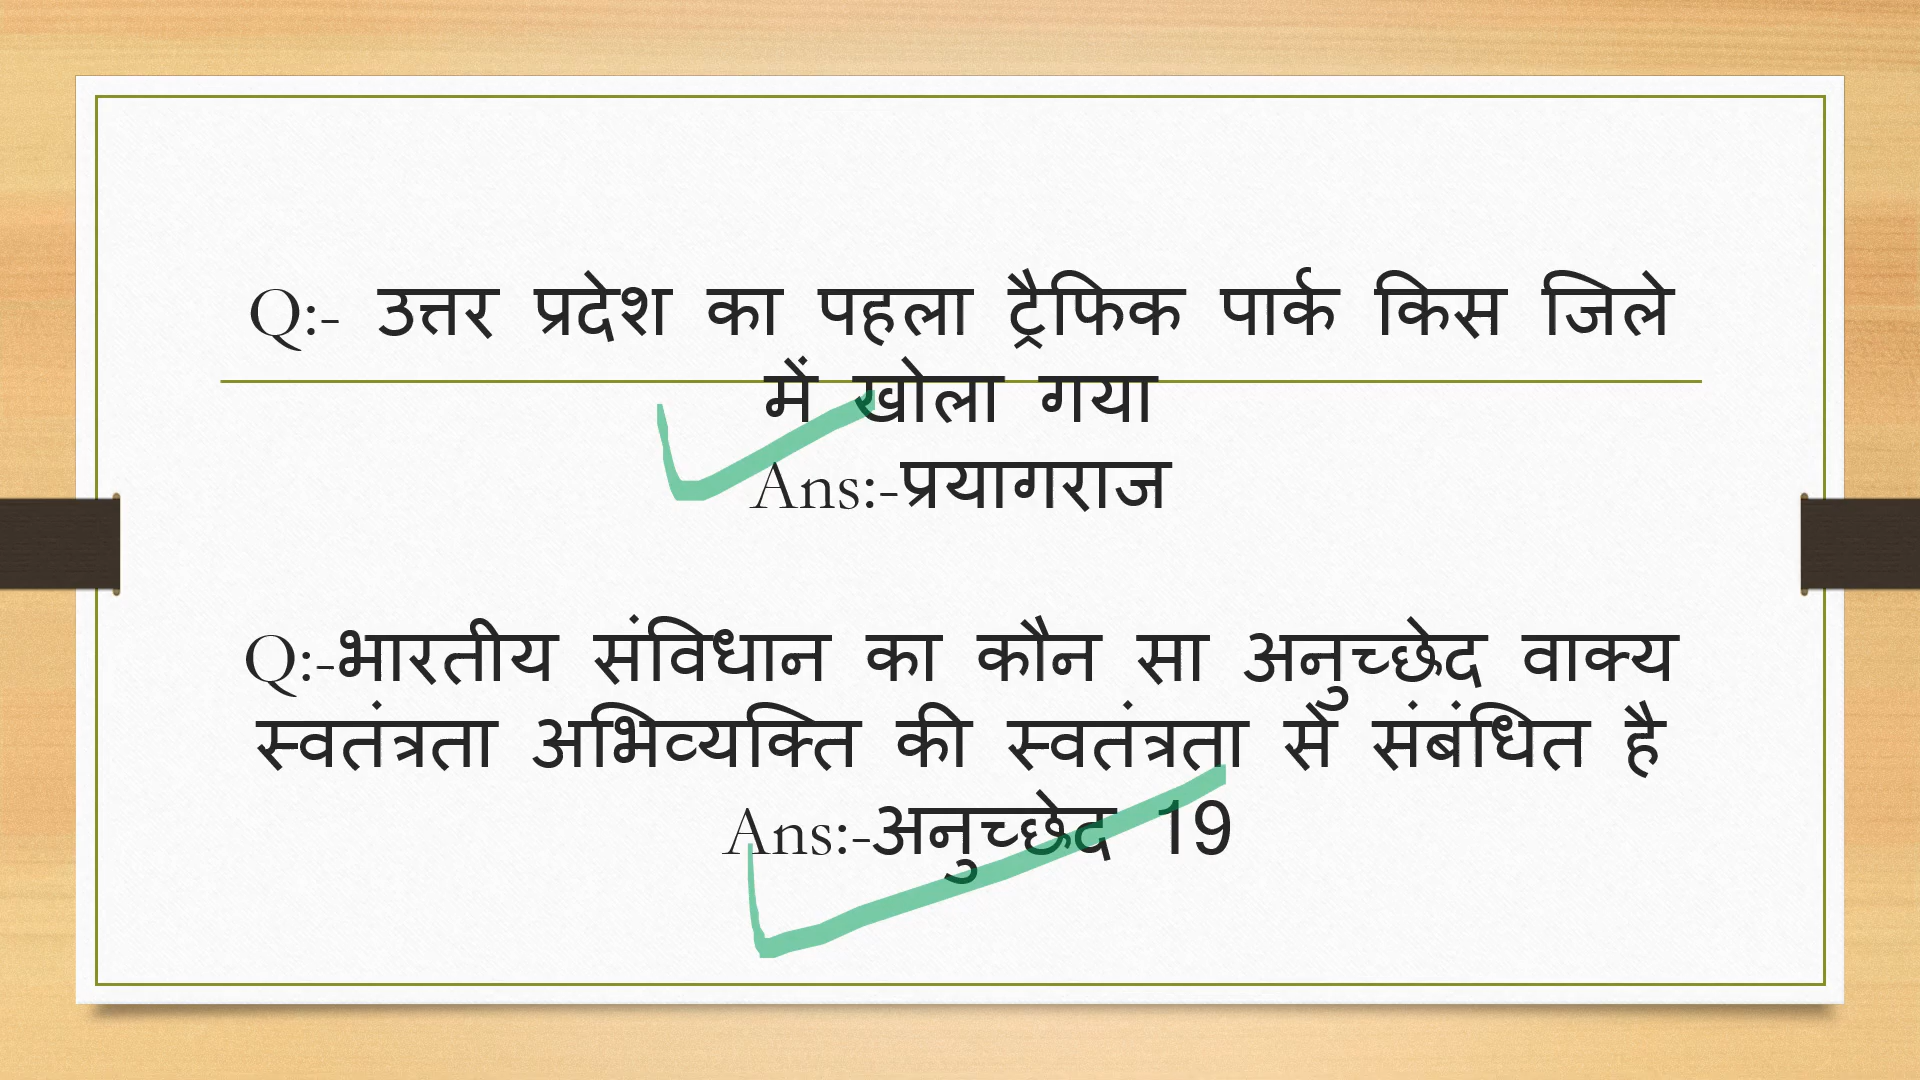 Q:- उत्तर प्रदेश का पहला ट्रैफिक पार्क किस जिले
में खोला गया
Ans:-प्रयागराज
Q:-भारतीय संविधान का कौन सा अनुच्छेद वाक्य
स्वतंत्रता अभिव्यक्ति की स्वतंत्रता से संबंधित है
Ans:-अनुच्छेद 19